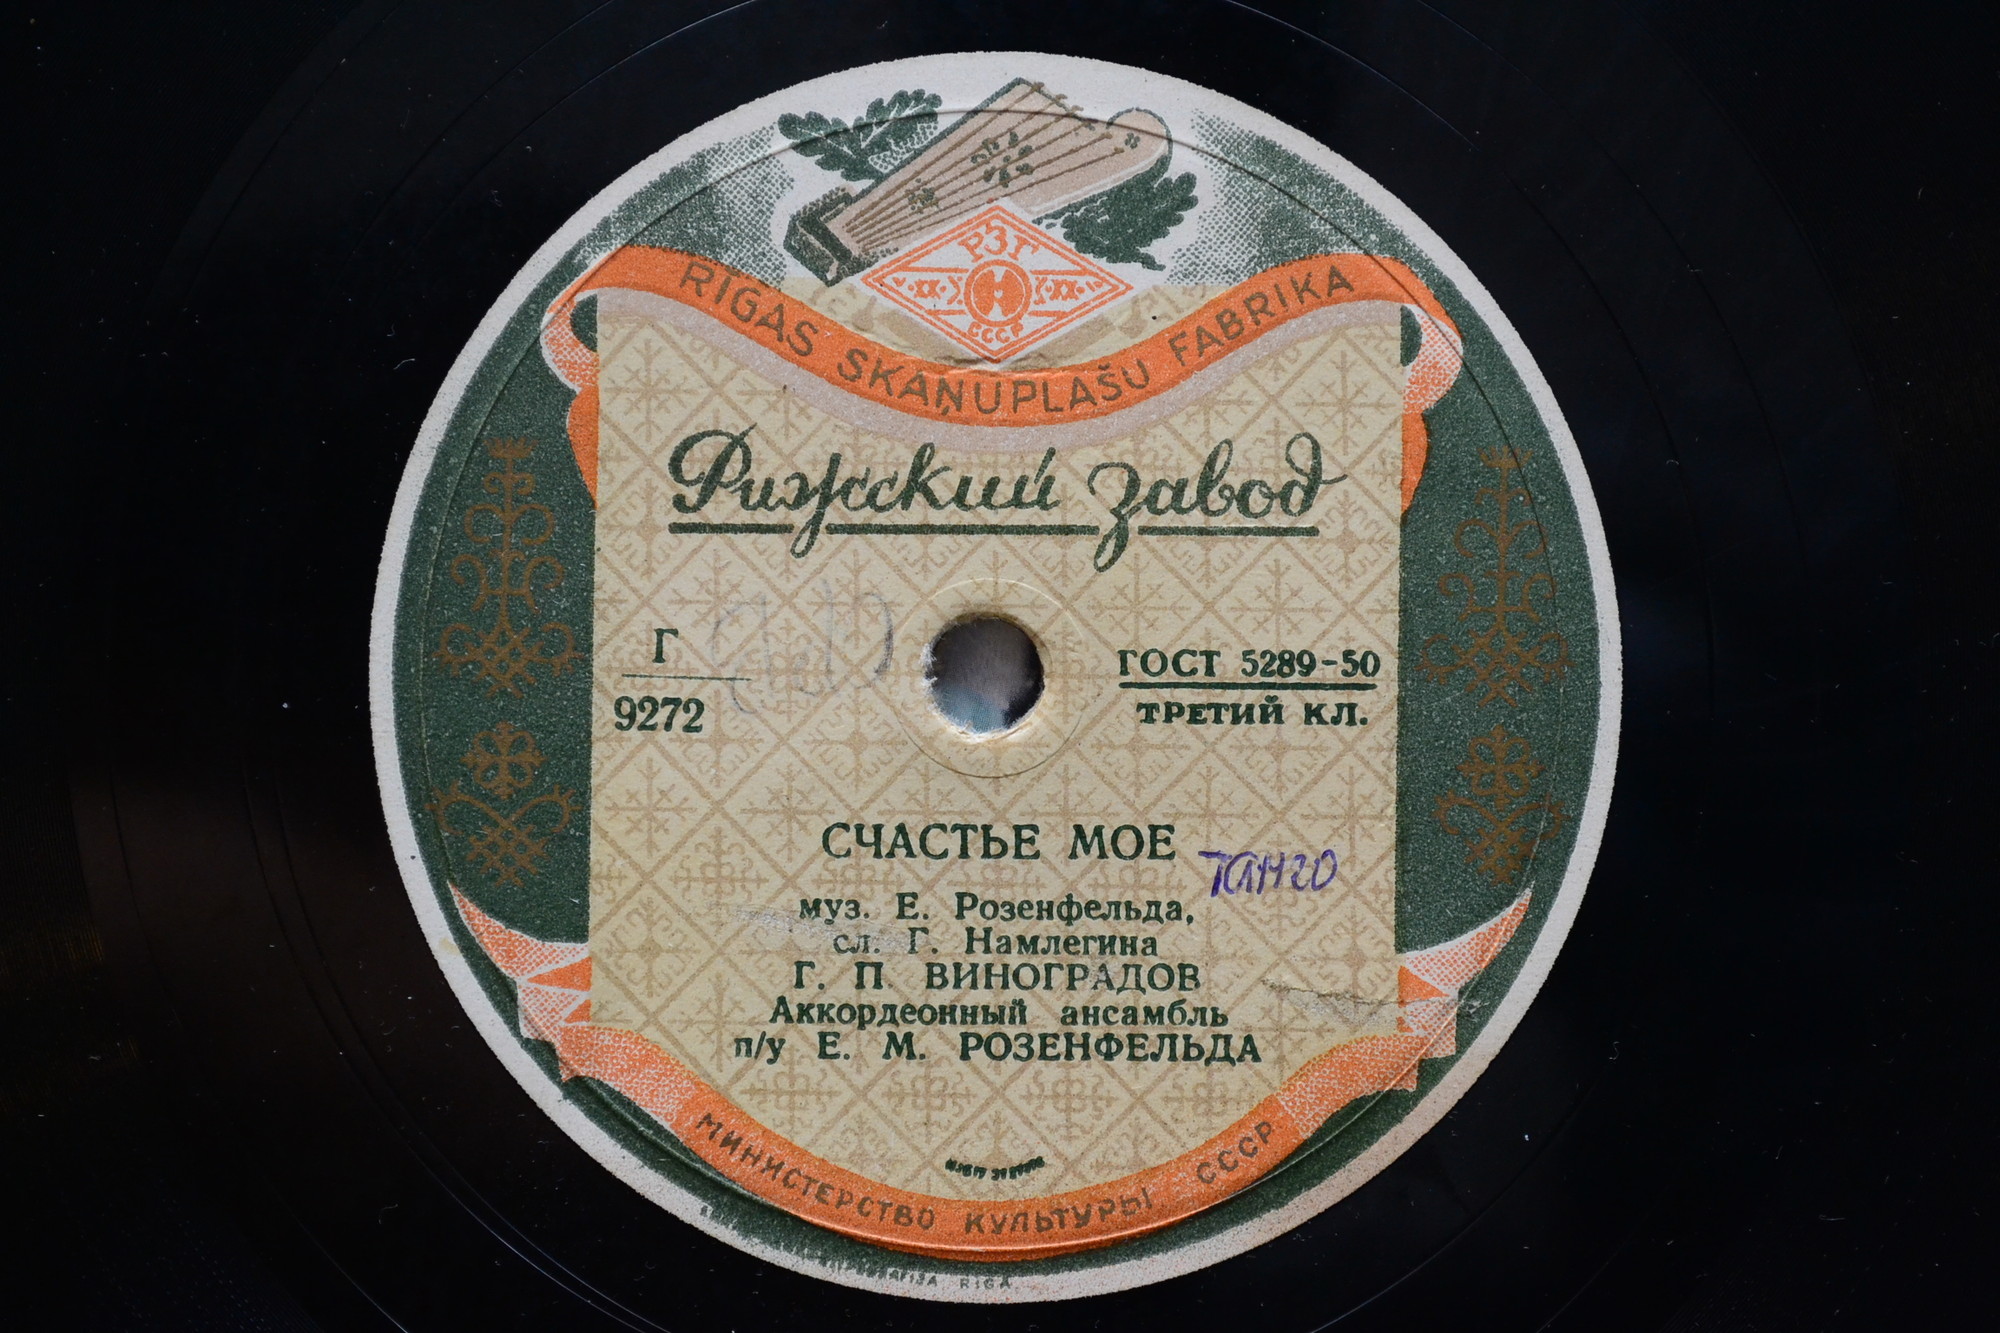 РЗГ
СССР
RĪGAS SKAŅUPLAŠU FABRIKA
Рижский завод
Г
9272
ГОСТ 5289-50
ТРЕТИЙ КЛ.
СЧАСТЬЕ МОЕ
танго
муз. Е. Розенфельда,
сл. Г. Намлегина
Г. П. ВИНОГРАДОВ
Аккордеонный ансамбль
п/у Е. М. РОЗЕНФЕЛЬДА
МИНИСТЕРСТВО КУЛЬТУРЫ СССР
RIGA